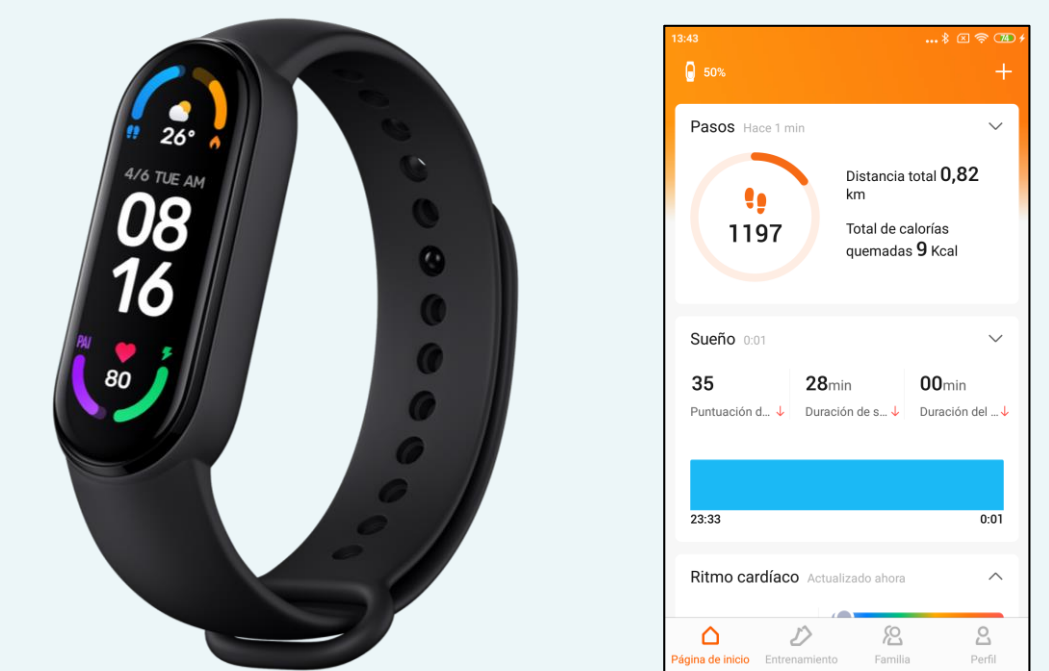 26°
4/6 TUE AM
08
16
PAI
80
13:43
... 74
50%
Pasos Hace 1 min
1197
Distancia total 0,82
km
Total de calorías
quemadas 9 Kcal
Sueño 0:01
35
28min
00min
Puntuación d...
Duración de s...
Duración del ...
23:33
0:01
Ritmo cardíaco Actualizado ahora
Página de inicio
Entrenamiento
Familia
Perfil